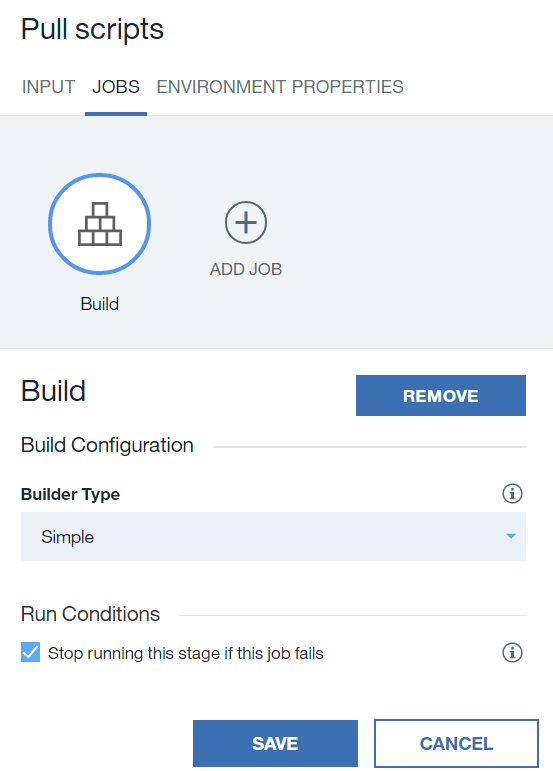 Pull scripts
INPUT JOBS ENVIRONMENT PROPERTIES
ADD JOB
Build
Build
REMOVE
Build Configuration
Builder Type
Simple
Run Conditions
Stop running this stage if this job fails
SAVE CANCEL